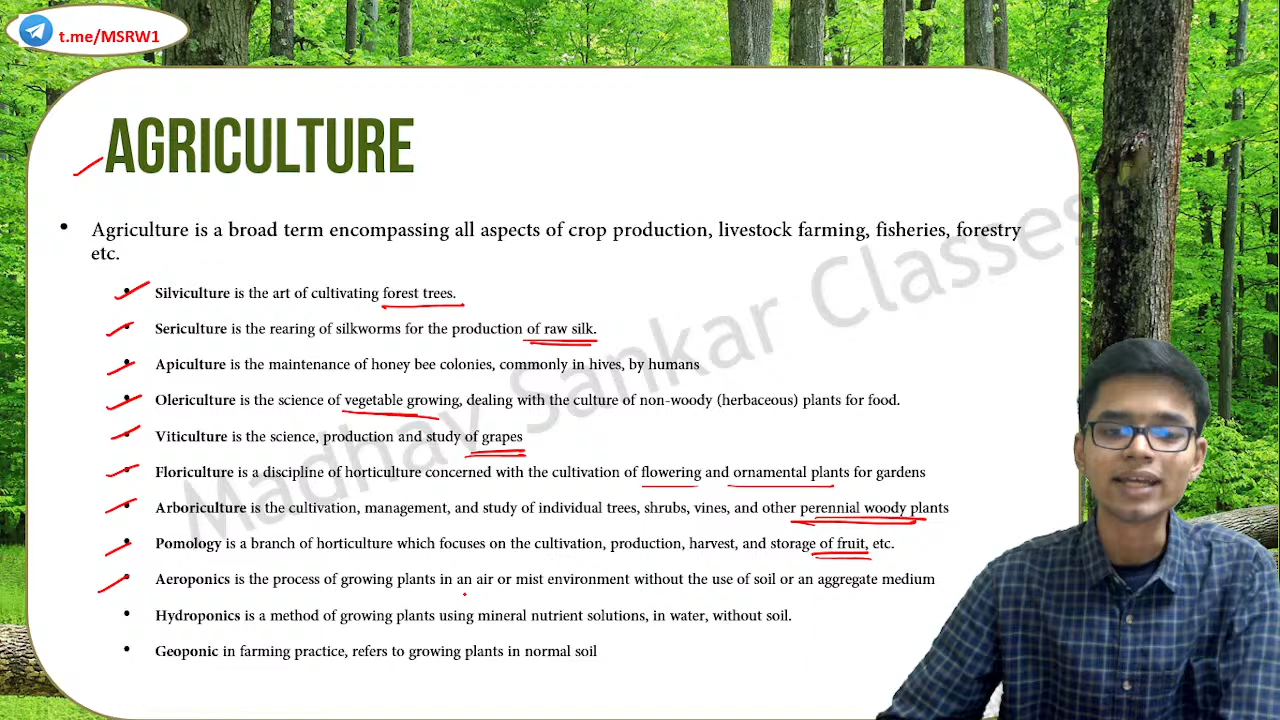 t.me/MSRW1
AGRICULTURE
• Agriculture is a broad term encompassing all aspects of crop production, livestock farming, fisheries, forestry
etc.
• Silviculture is the art of cultivating forest trees.
• Sericulture is the rearing of silkworms for the production of raw silk.
• Apiculture is the maintenance of honey bee colonies, commonly in hives, by humans
• Olericulture is the science of vegetable growing, dealing with the culture of non-woody (herbaceous) plants for food.
• Viticulture is the science, production and study of grapes
• Floriculture is a discipline of horticulture concerned with the cultivation of flowering and ornamental plants for gardens
• Arboriculture is the cultivation, management, and study of individual trees, shrubs, vines, and other perennial woody plants
• Pomology is a branch of horticulture which focuses on the cultivation, production, harvest, and storage of fruit, etc.
• Aeroponics is the process of growing plants in an air or mist environment without the use of soil or an aggregate medium
• Hydroponics is a method of growing plants using mineral nutrient solutions, in water, without soil.
• Geoponic in farming practice, refers to growing plants in normal soil
Madhav Sankar Classes